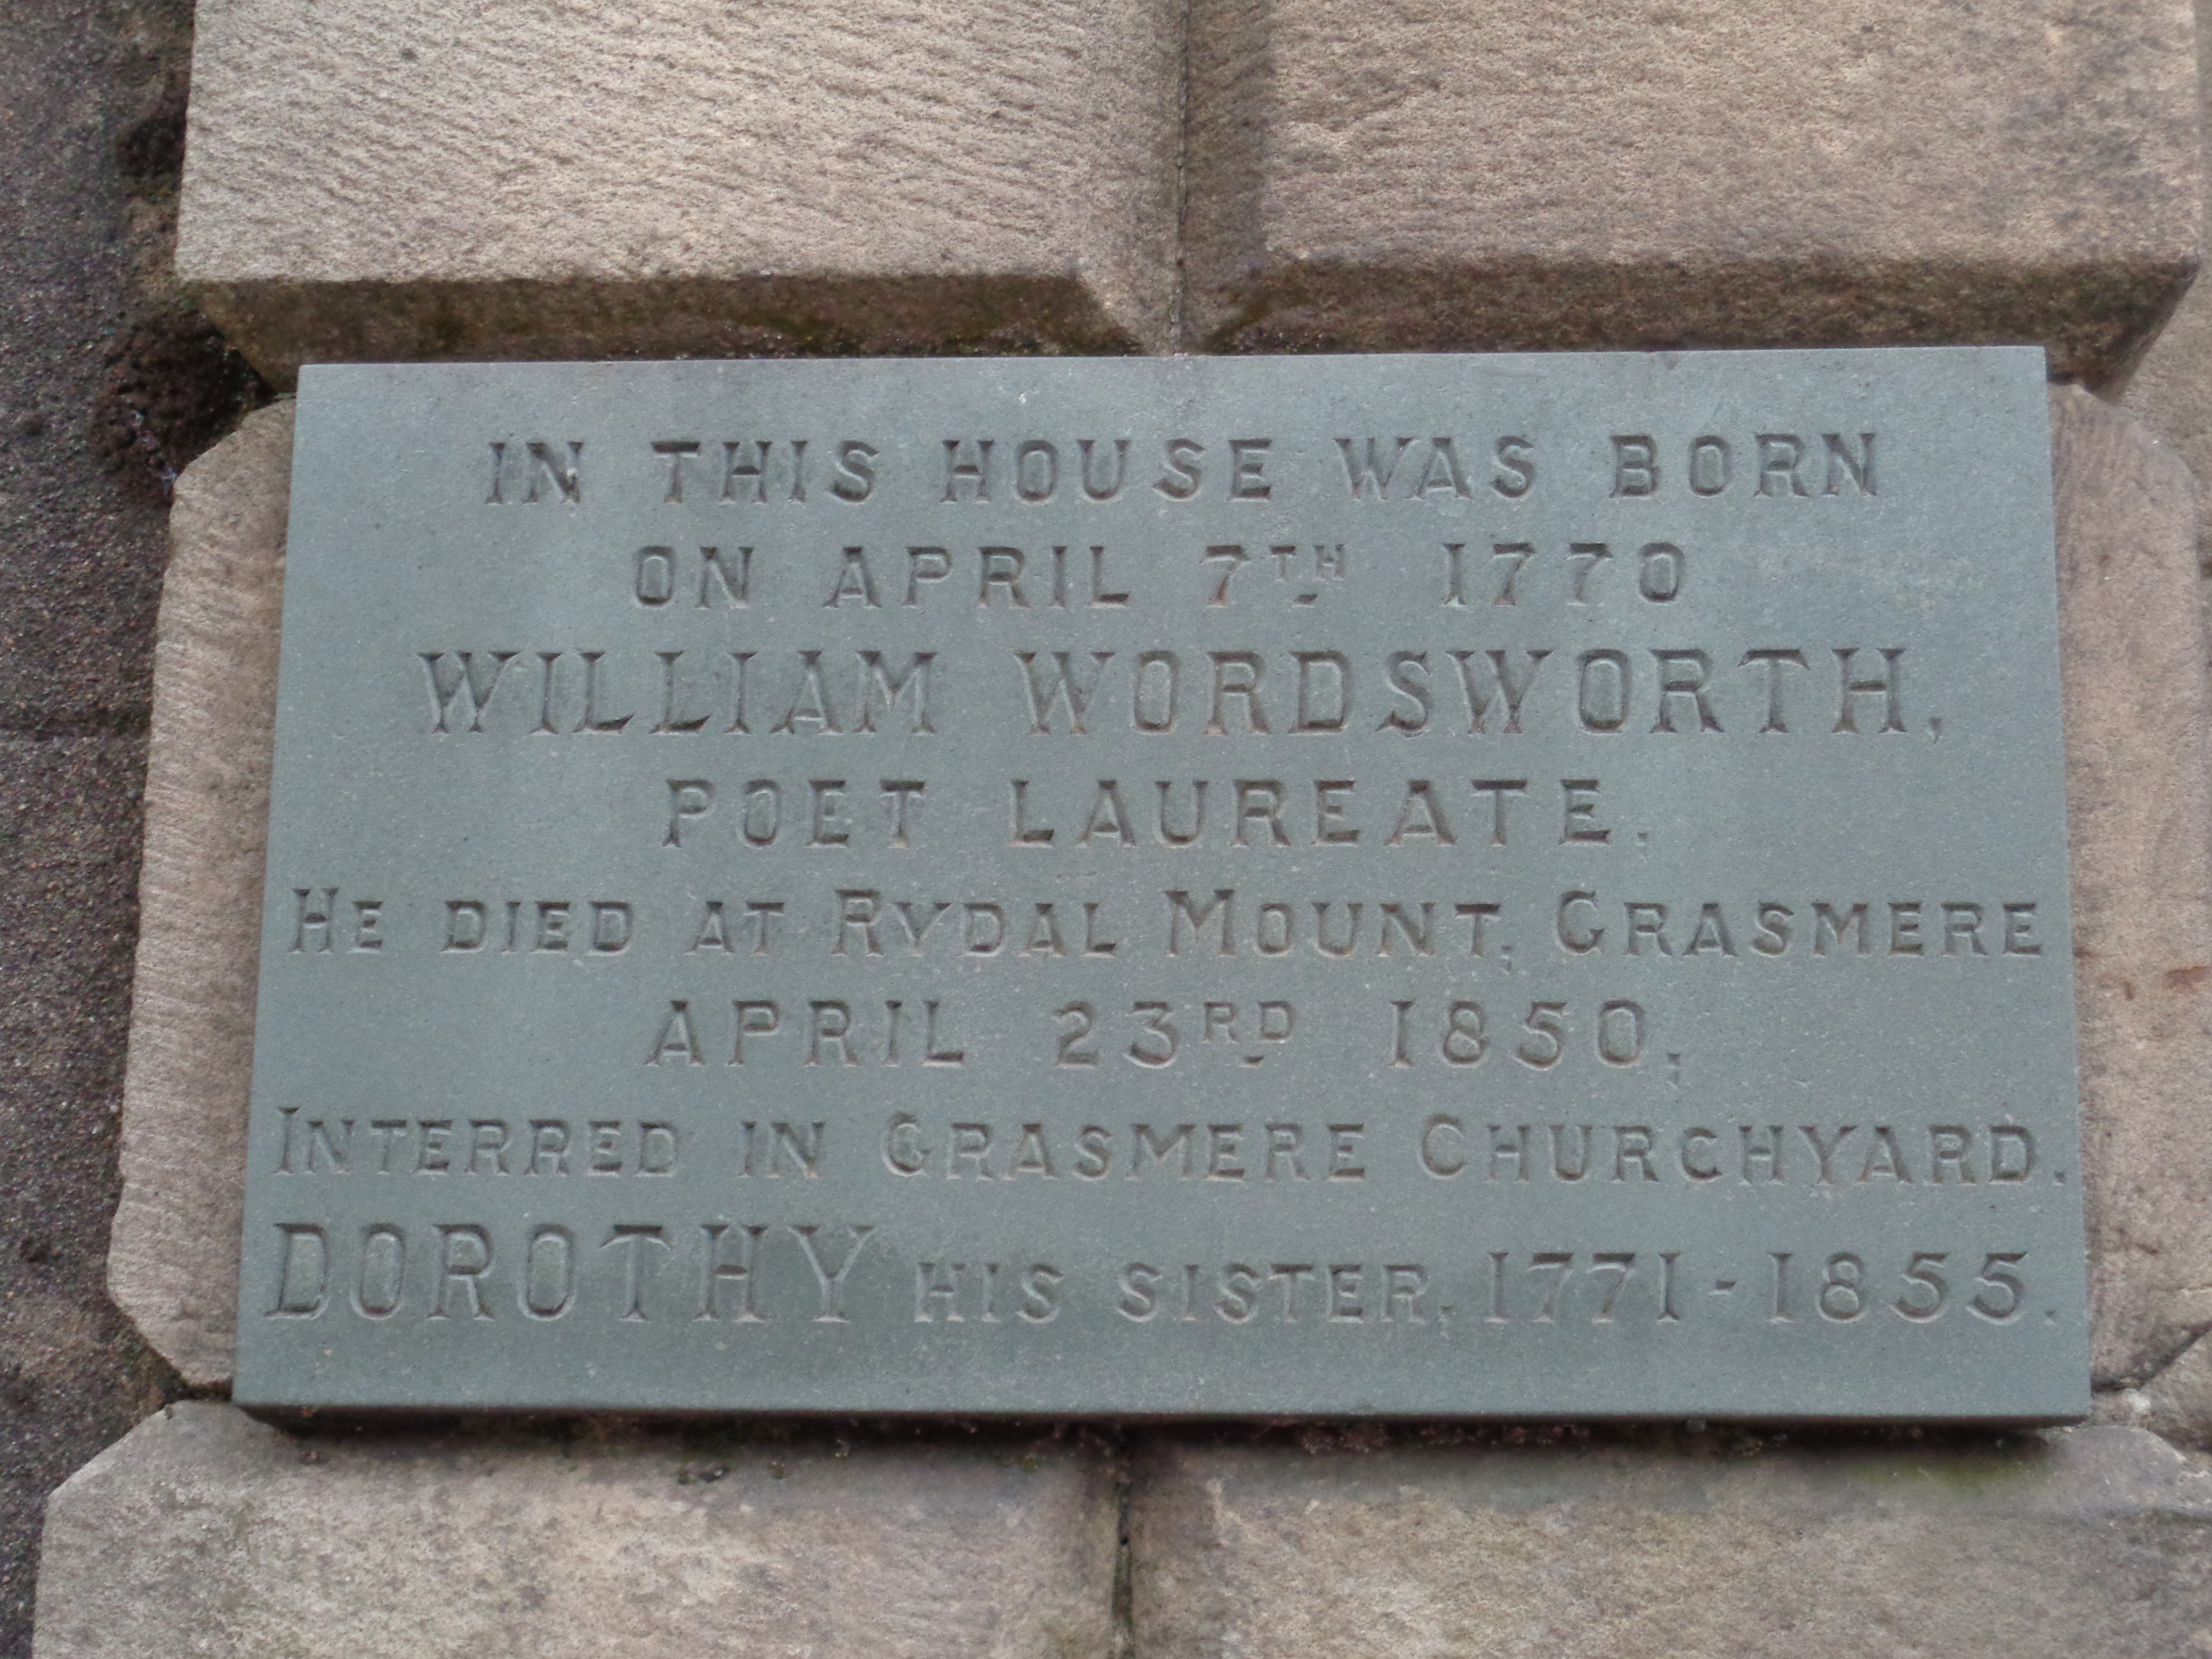 IN THIS HOUSE WAS BORN
ON APRIL 7TH 1770
WILLIAM WORDSWORTH,
POET LAUREATE.
HE DIED AT RYDAL MOUNT, GRASMERE
APRIL 23RD 1850;
INTERRED IN GRASMERE CHURCHYARD.
DOROTHY HIS SISTER, 1771-1855.